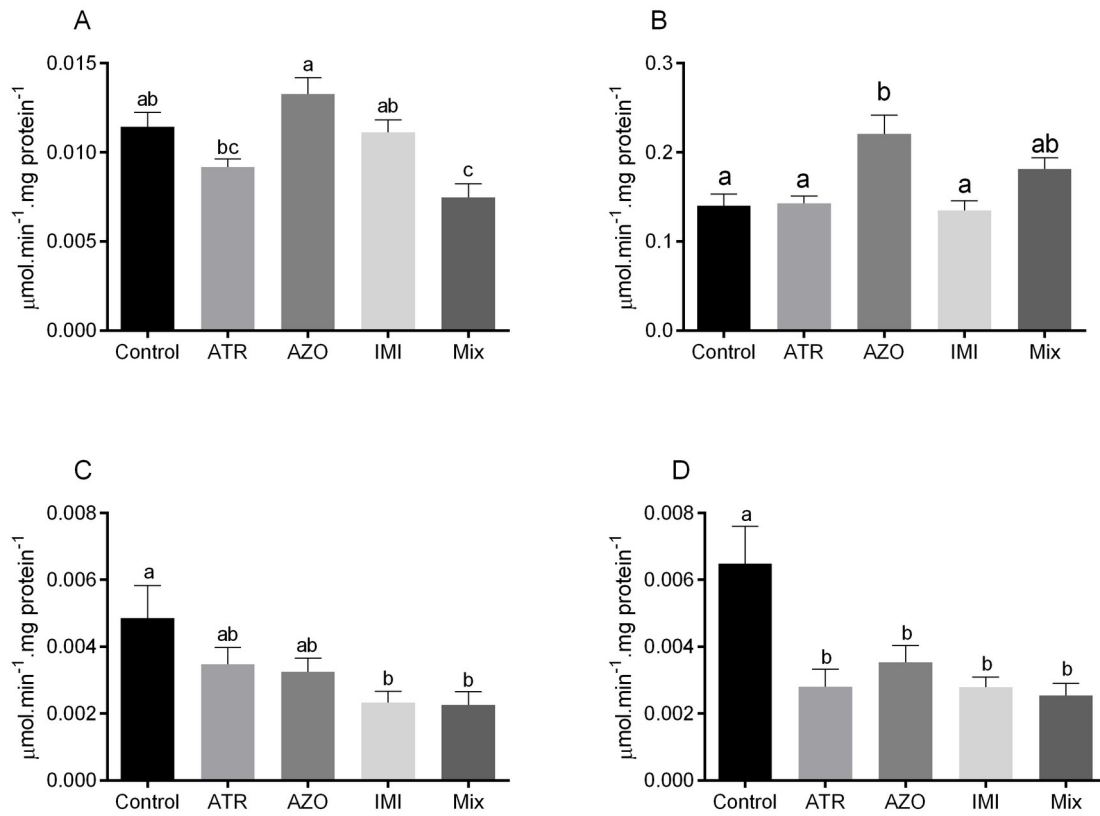 A
μmol.min⁻¹.mg protein⁻¹
0.015
0.010
0.005
0.000
ab
bc
a
ab
c
Control ATR AZO IMI Mix
B
μmol.min⁻¹.mg protein⁻¹
0.3
0.2
0.1
0.0
a
a
b
a
ab
Control ATR AZO IMI Mix
C
μmol.min⁻¹.mg protein⁻¹
0.008
0.006
0.004
0.002
0.000
a
ab
ab
b
b
Control ATR AZO IMI Mix
D
μmol.min⁻¹.mg protein⁻¹
0.008
0.006
0.004
0.002
0.000
a
b
b
b
b
Control ATR AZO IMI Mix